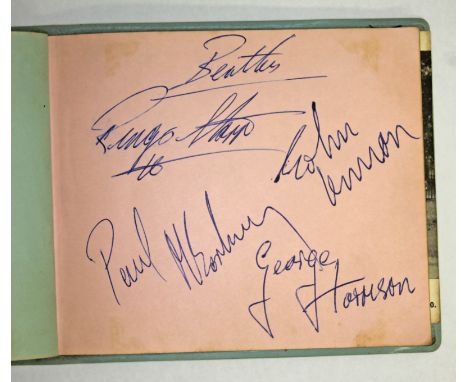 Beatles
Ringo Starr
John
Lennon
Paul McCartney
George
Harrison